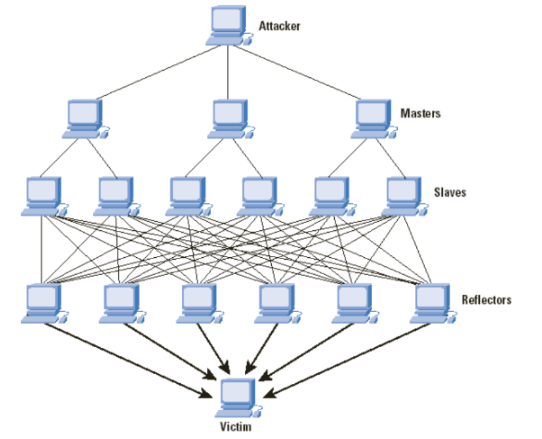 Attacker
Masters
Slaves
Reflectors
Victim